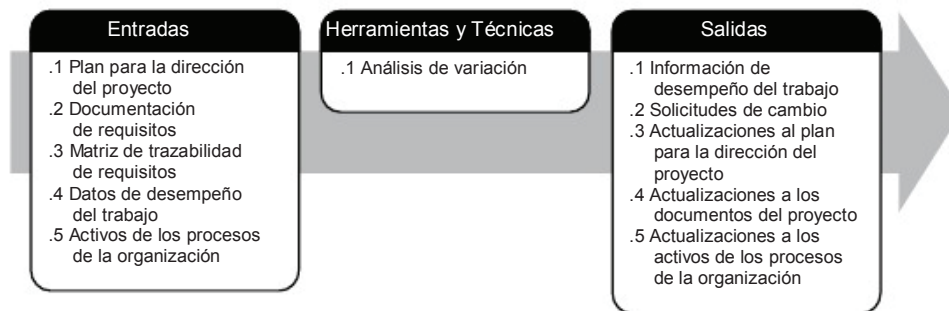 Entradas
.1 Plan para la dirección
del proyecto
.2 Documentación
de requisitos
.3 Matriz de trazabilidad
de requisitos
.4 Datos de desempeño
del trabajo
.5 Activos de los procesos
de la organización
Herramientas y Técnicas
.1 Análisis de variación
Salidas
.1 Información de
desempeño del trabajo
.2 Solicitudes de cambio
.3 Actualizaciones al plan
para la dirección del
proyecto
.4 Actualizaciones a los
documentos del proyecto
.5 Actualizaciones a los
activos de los procesos
de la organización